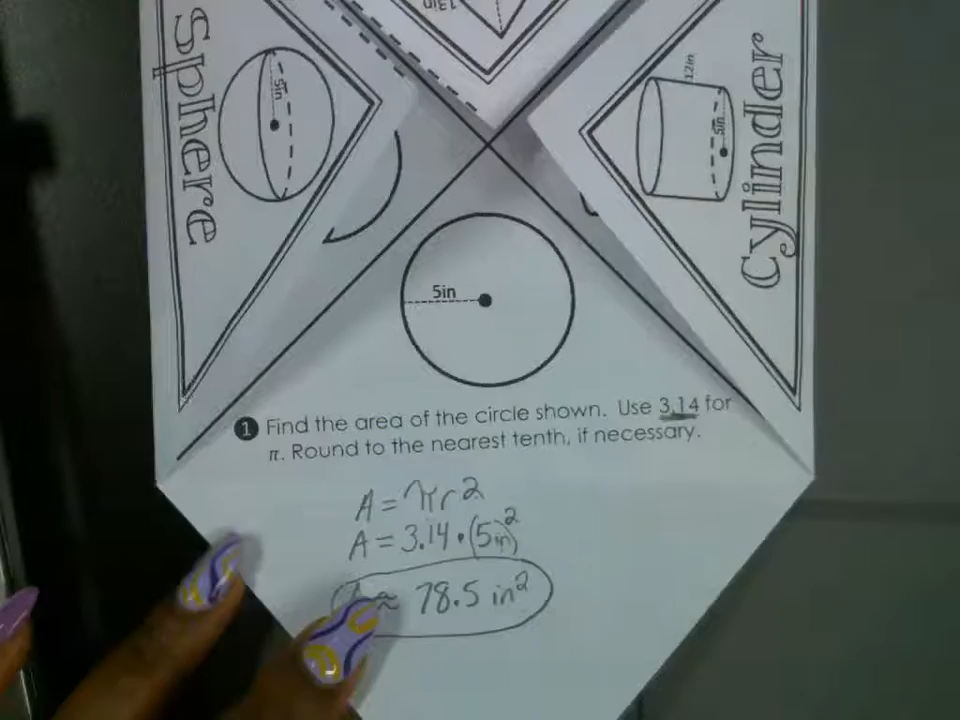 Sphere
5in
13in
12in
5in
Cylinder
5in
1 Find the area of the circle shown. Use 3.14 for
π. Round to the nearest tenth, if necessary.
A = πr²
A = 3.14 • (5in)²
≈ 78.5 in²